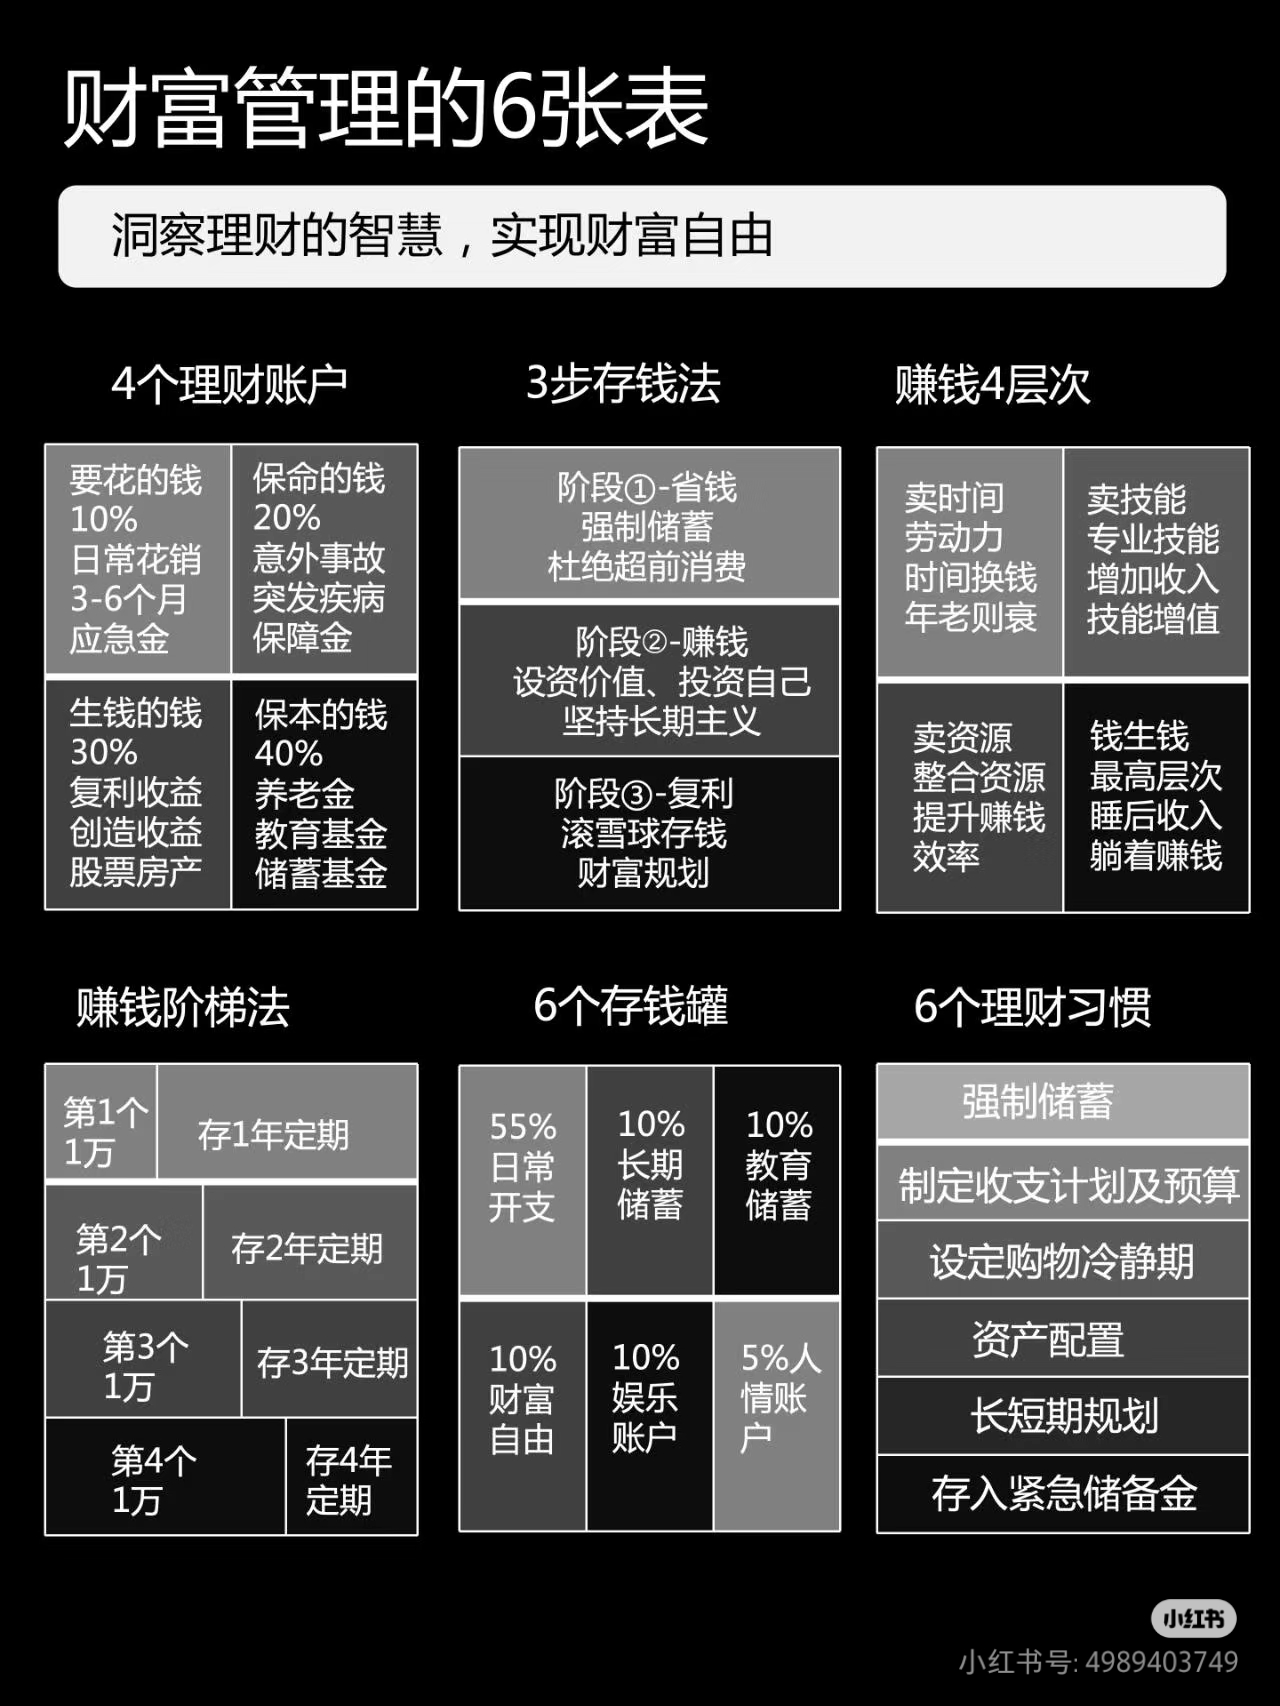 财富管理的6张表
洞察理财的智慧，实现财富自由
4个理财账户
要花的钱
10%
日常花销
3-6个月
应急金
保命的钱
20%
意外事故
突发疾病
保障金
生钱的钱
30%
复利收益
创造收益
股票房产
保本的钱
40%
养老金
教育基金
储蓄基金
3步存钱法
阶段①-省钱
强制储蓄
杜绝超前消费
阶段②-赚钱
设资价值、投资自己
坚持长期主义
阶段③-复利
滚雪球存钱
财富规划
赚钱4层次
卖时间
劳动力
时间换钱
年老则衰
卖技能
专业技能
增加收入
技能增值
卖资源
整合资源
提升赚钱
效率
钱生钱
最高层次
睡后收入
躺着赚钱
赚钱阶梯法
第1个
1万
存1年定期
第2个
1万
存2年定期
第3个
1万
存3年定期
第4个
1万
存4年
定期
6个存钱罐
55%
日常
开支
10%
长期
储蓄
10%
教育
储蓄
10%
财富
自由
10%
娱乐
账户
5%人
情账
户
6个理财习惯
强制储蓄
制定收支计划及预算
设定购物冷静期
资产配置
长短期规划
存入紧急储备金
小红书
小红书号: 4989403749